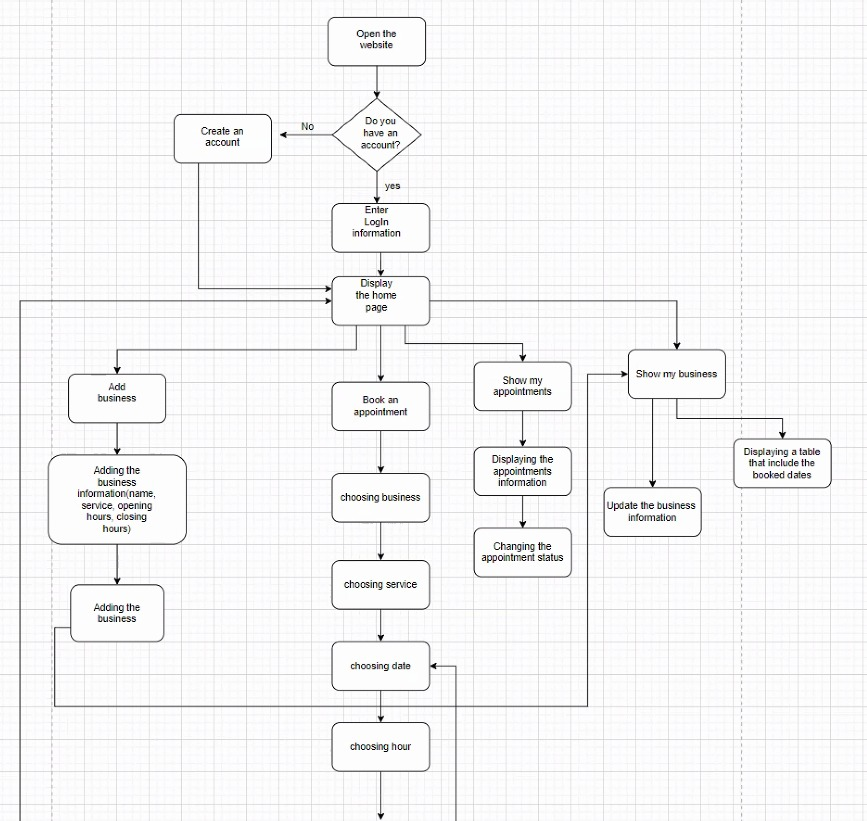 Open the
website
Do you
have an
account?
No
Create an
account
yes
Enter
LogIn
information
Display
the home
page
Add
business
Book an
appointment
Show my
appointments
Show my business
Adding the
business
information(name,
service, opening
hours, closing
hours)
choosing business
Displaying the
appointments
information
Update the business
information
Displaying a table
that include the
booked dates
Changing the
appointment status
Adding the
business
choosing service
choosing date
choosing hour